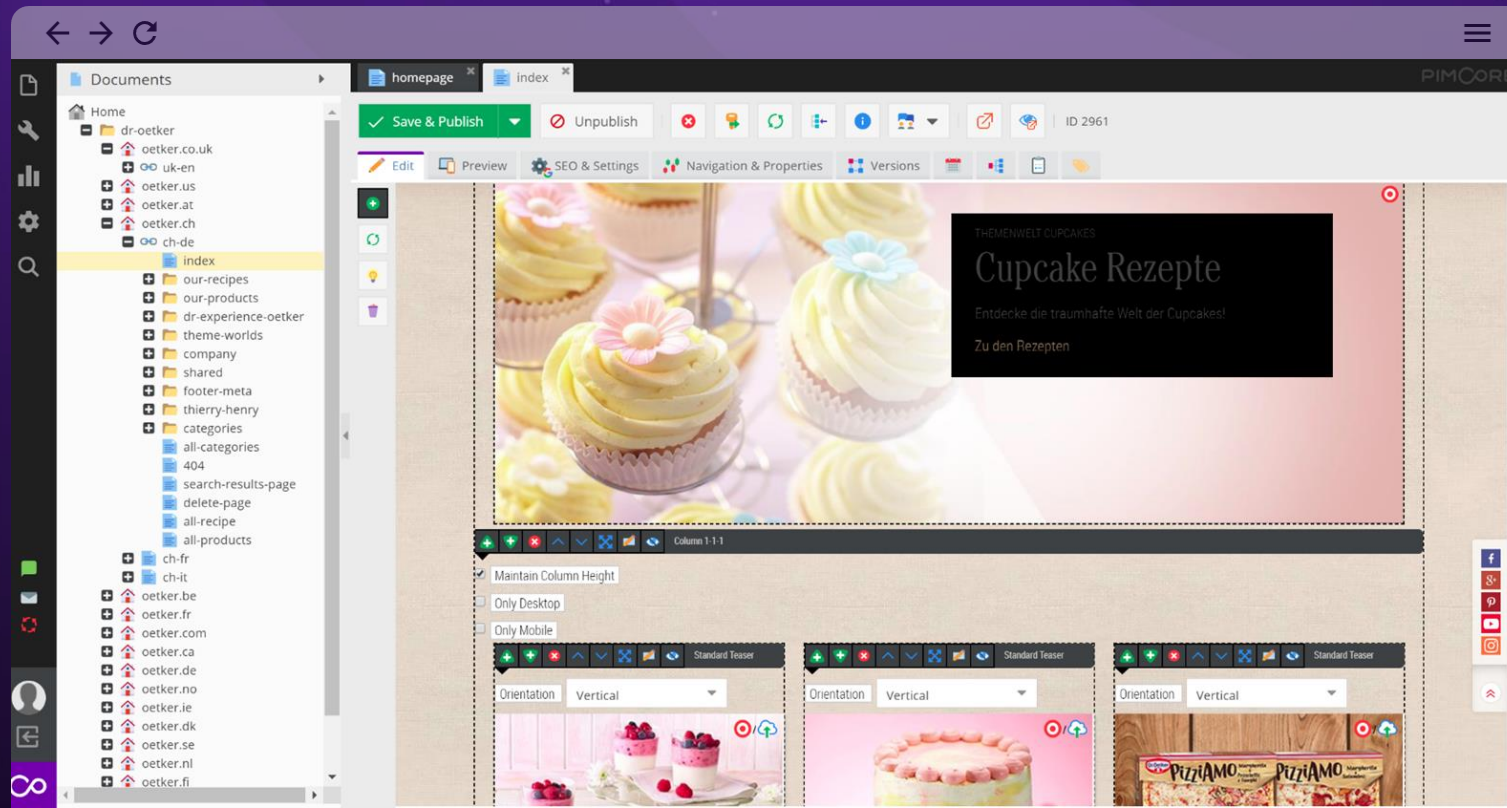 Documents
Home
dr-oetker
oetker.co.uk
uk-en
oetker.us
oetker.at
oetker.ch
ch-de
index
our-recipes
our-products
dr-experience-oetker
theme-worlds
company
shared
footer-meta
thierry-henry
categories
all-categories
404
search-results-page
delete-page
all-recipe
all-products
ch-fr
ch-it
oetker.be
oetker.fr
oetker.com
oetker.ca
oetker.de
oetker.no
oetker.ie
oetker.dk
oetker.se
oetker.nl
oetker.fi
homepage index
Save & Publish Unpublish ID 2961
Edit Preview SEO & Settings Navigation & Properties Versions
THEMENWELT CUPCAKES
Cupcake Rezepte
Entdecke die traumhafte Welt der Cupcakes!
Zu den Rezepten
Column 1-1-1
Maintain Column Height
Only Desktop
Only Mobile
Standard Teaser Standard Teaser Standard Teaser
Orientation Vertical Orientation Vertical Orientation Vertical
PIZZIAMO PIZZIAMO